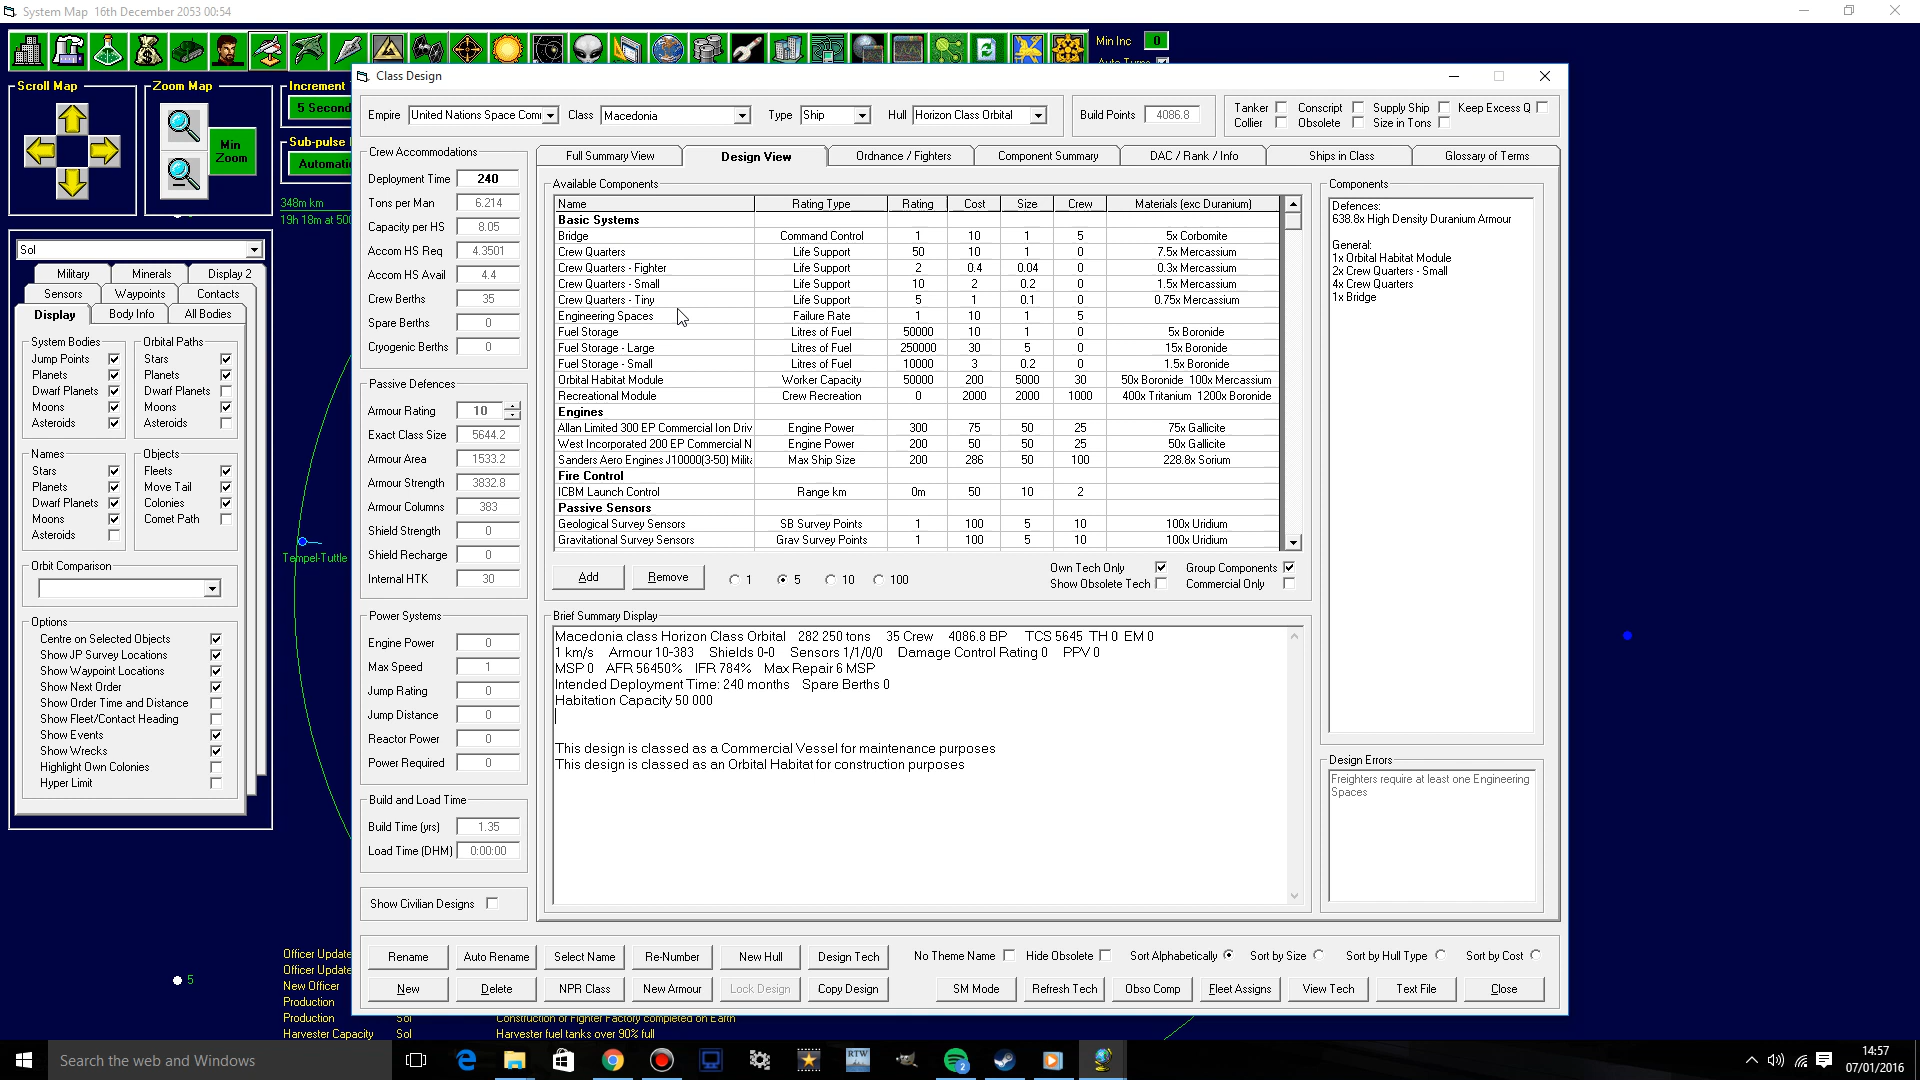 System Map  16th December 2053 00:54
Min Inc 0
Scroll Map
Zoom Map
Min Zoom
Increment
5 Second
Sub-pulse
Automati
348m km
Sol
Military Minerals Display 2
Sensors Waypoints Contacts
Display Body Info All Bodies
System Bodies
Jump Points
Planets
Dwarf Planets
Moons
Asteroids
Orbital Paths
Stars
Planets
Dwarf Planets
Moons
Asteroids
Names
Stars
Planets
Dwarf Planets
Moons
Asteroids
Objects
Fleets
Move Tail
Colonies
Comet Path
Orbit Comparison
Options
Centre on Selected Objects
Show JP Survey Locations
Show Waypoint Locations
Show Next Order
Show Order Time and Distance
Show Fleet/Contact Heading
Show Events
Show Wrecks
Highlight Own Colonies
Hyper Limit
Tempel-Tuttle
5
Class Design
Empire United Nations Space Com Class Macedonia Type Ship Hull Horizon Class Orbital Build Points 4086.8
Tanker Conscript Supply Ship Keep Excess Q
Collier Obsolete Size in Tons
Crew Accommodations
Deployment Time 240
Tons per Man 6.214
Capacity per HS 8.05
Accom HS Req 4.3501
Accom HS Avail 4.4
Crew Berths 35
Spare Berths 0
Cryogenic Berths 0
Passive Defences
Armour Rating 10
Exact Class Size 5644.2
Armour Area 1533.2
Armour Strength 3832.8
Armour Columns 383
Shield Strength 0
Shield Recharge 0
Internal HTK 30
Power Systems
Engine Power 0
Max Speed 1
Jump Rating 0
Jump Distance 0
Reactor Power 0
Power Required 0
Build and Load Time
Build Time (yrs) 1.35
Load Time (DHM) 0:00:00
Show Civilian Designs
Full Summary View Design View Ordnance / Fighters Component Summary DAC / Rank / Info Ships in Class Glossary of Terms
Available Components
Name Rating Type Rating Cost Size Crew Materials (exc Duranium)
Basic Systems
Bridge Command Control 1 10 1 5 5x Corbomite
Crew Quarters Life Support 50 10 1 0 7.5x Mercassium
Crew Quarters - Fighter Life Support 2 0.4 0.04 0 0.3x Mercassium
Crew Quarters - Small Life Support 10 2 0.2 0 1.5x Mercassium
Crew Quarters - Tiny Life Support 5 1 0.1 0 0.75x Mercassium
Engineering Spaces Failure Rate 1 10 1 5
Fuel Storage Litres of Fuel 50000 10 1 0 5x Boronide
Fuel Storage - Large Litres of Fuel 250000 30 5 0 15x Boronide
Fuel Storage - Small Litres of Fuel 10000 3 0.2 0 1.5x Boronide
Orbital Habitat Module Worker Capacity 50000 200 5000 30 50x Boronide 100x Mercassium
Recreational Module Crew Recreation 0 2000 2000 1000 400x Tritanium 1200x Boronide
Engines
Allan Limited 300 EP Commercial Ion Driv Engine Power 300 75 50 25 75x Gallicite
West Incorporated 200 EP Commercial N Engine Power 200 50 50 25 50x Gallicite
Sanders Aero Engines J10000(3-50) Milita Max Ship Size 200 286 50 100 228.8x Sorium
Fire Control
ICBM Launch Control Range km 0m 50 10 2
Passive Sensors
Geological Survey Sensors SB Survey Points 1 100 5 10 100x Uridium
Gravitational Survey Sensors Grav Survey Points 1 100 5 10 100x Uridium
Add Remove 1 5 10 100
Own Tech Only Group Components
Show Obsolete Tech Commercial Only
Brief Summary Display
Macedonia class Horizon Class Orbital 282 250 tons 35 Crew 4086.8 BP TCS 5645 TH 0 EM 0
1 km/s Armour 10-383 Shields 0-0 Sensors 1/1/0/0 Damage Control Rating 0 PPV 0
MSP 0 AFR 56450% IFR 784% Max Repair 6 MSP
Intended Deployment Time: 240 months Spare Berths 0
Habitation Capacity 50 000
This design is classed as a Commercial Vessel for maintenance purposes
This design is classed as an Orbital Habitat for construction purposes
Components
Defences:
638.8x High Density Duranium Armour
General:
1x Orbital Habitat Module
2x Crew Quarters - Small
4x Crew Quarters
1x Bridge
Design Errors
Freighters require at least one Engineering
Spaces
Rename Auto Rename Select Name Re-Number New Hull Design Tech No Theme Name Hide Obsolete Sort Alphabetically Sort by Size Sort by Hull Type Sort by Cost
New Delete NPR Class New Armour Lock Design Copy Design SM Mode Refresh Tech Obso Comp Fleet Assigns View Tech Text File Close
Officer Update
Officer Update
New Officer
Production
Production Sol Construction of Fighter Factory completed on Earth
Harvester Capacity Sol Harvester fuel tanks over 90% full
Search the web and Windows
RTW
2
14:57
07/01/2016